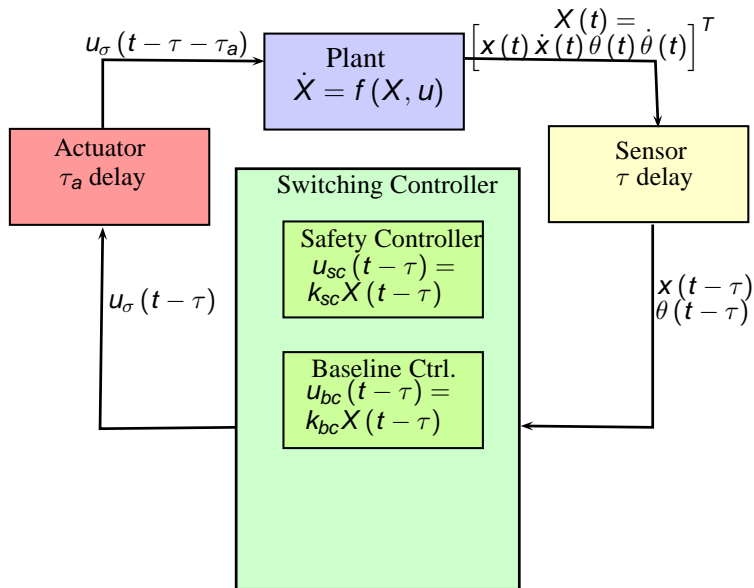 u_σ (t − τ − τ_a)
Plant
Ẋ = f (X, u)
X (t) =
[x (t) ẋ (t) θ (t) θ̇ (t)]^T
Actuator
τ_a delay
Sensor
τ delay
Switching Controller
Safety Controller
u_sc (t − τ) =
k_sc X (t − τ)
u_σ (t − τ)
x (t − τ)
θ (t − τ)
Baseline Ctrl.
u_bc (t − τ) =
k_bc X (t − τ)